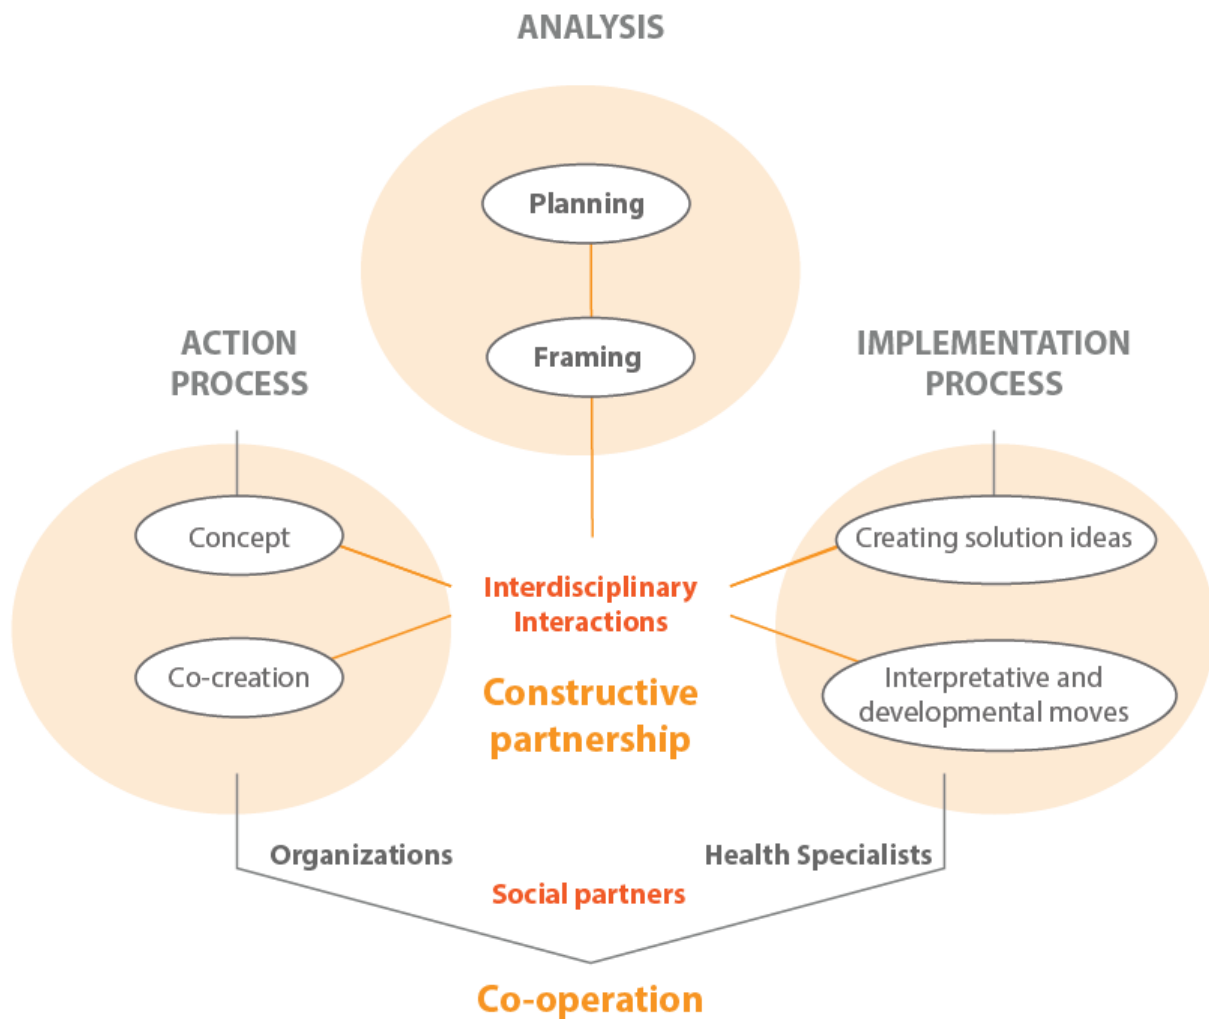 ANALYSIS
Planning
Framing
ACTION
PROCESS
Concept
Co-creation
IMPLEMENTATION
PROCESS
Creating solution ideas
Interpretative and
developmental moves
Interdisciplinary
Interactions
Constructive
partnership
Organizations
Health Specialists
Social partners
Co-operation